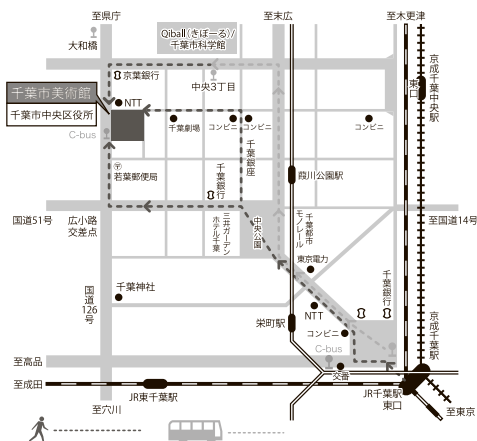 至県庁
Qiball(きぼーる)/
千葉市科学館
至末広
至木更津
大和橋
京葉銀行
中央3丁目
東口
京成千葉中央駅
千葉市美術館
千葉市中央区役所
NTT
C-bus
千葉劇場
コンビニ
コンビニ
コンビニ
千葉銀座
若葉郵便局
千葉銀行
葭川公園駅
国道51号
広小路
交差点
三井ガーデン
ホテル千葉
中央公園
千葉都市
モノレール
至国道14号
東京電力
千葉銀行
国道126号
千葉神社
NTT
栄町駅
コンビニ
京成千葉駅
C-bus
至高品
交番
至成田
JR東千葉駅
JR千葉駅
東口
至穴川
至東京